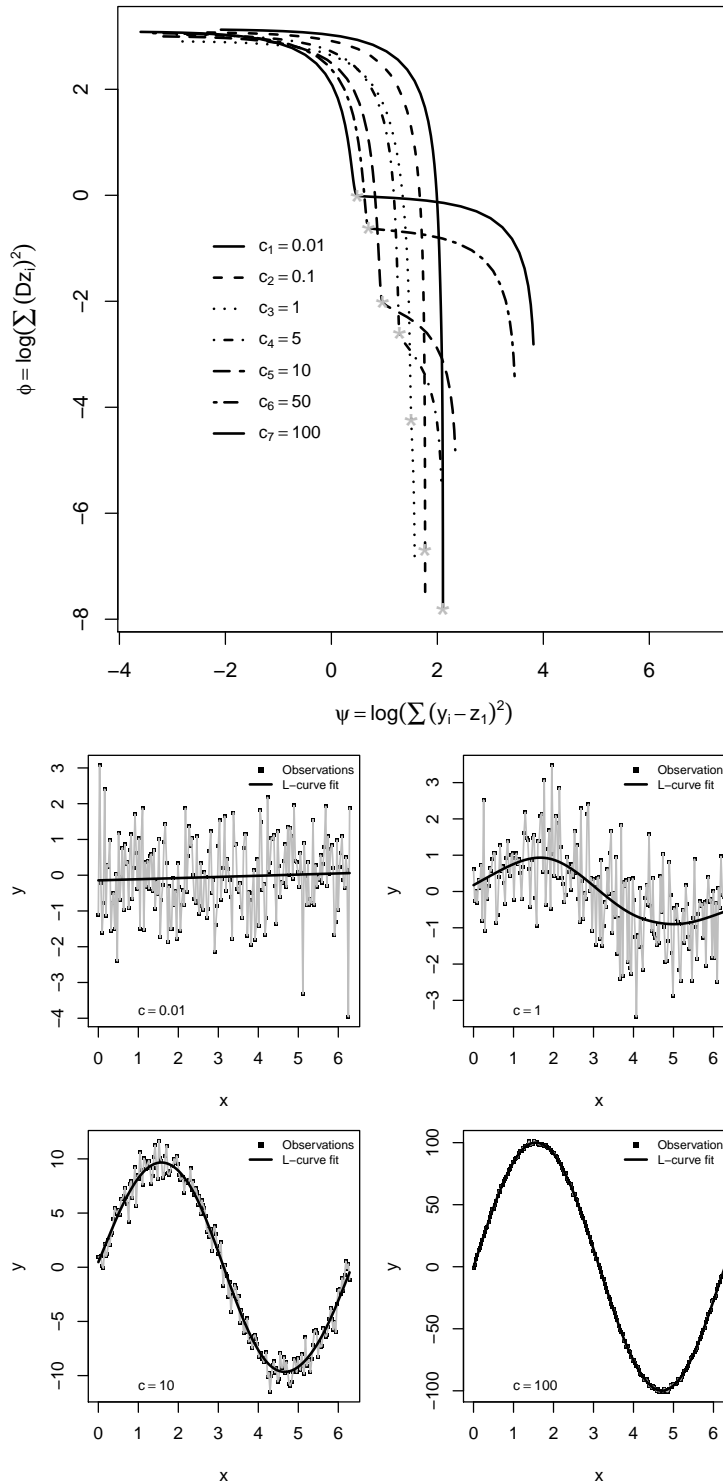 2
0
−2
−4
−6
−8
ϕ = log(∑ (Dzᵢ)²)
c₁ = 0.01
c₂ = 0.1
c₃ = 1
c₄ = 5
c₅ = 10
c₆ = 50
c₇ = 100
−4 −2 0 2 4 6
ψ = log(∑ (yᵢ − z₁)²)
Observations
L−curve fit
3
2
1
0
−1
−2
−3
−4
y
c = 0.01
0 1 2 3 4 5 6
x
Observations
L−curve fit
3
2
1
0
−1
−2
−3
y
c = 1
0 1 2 3 4 5 6
x
Observations
L−curve fit
10
5
0
−5
−10
y
c = 10
0 1 2 3 4 5 6
x
Observations
L−curve fit
100
50
0
−50
−100
y
c = 100
0 1 2 3 4 5 6
x